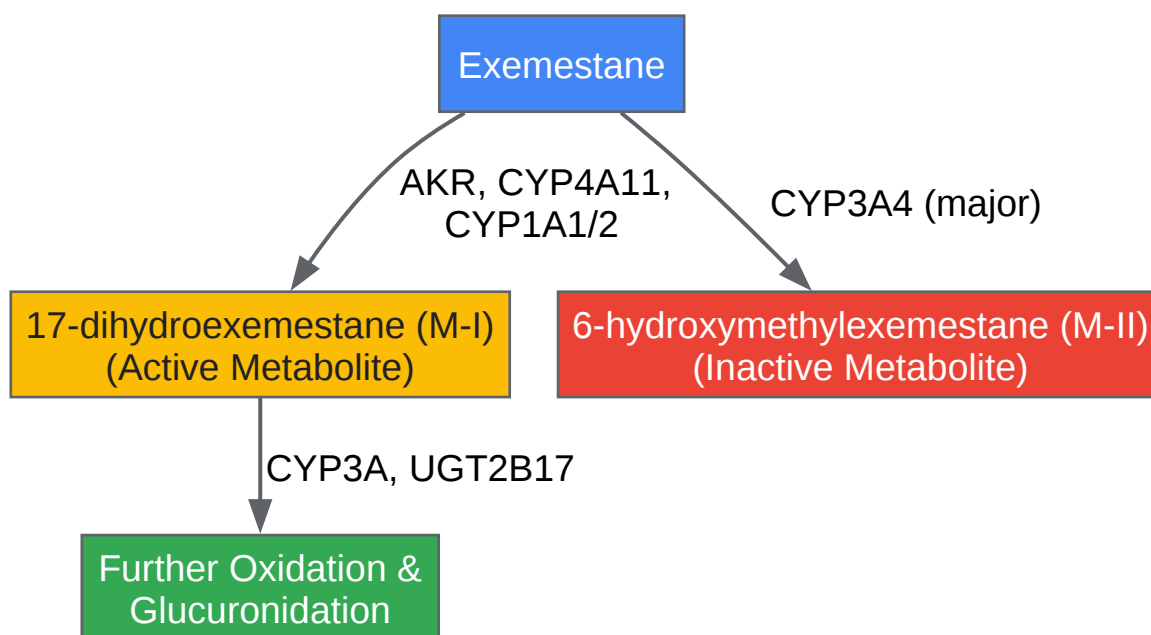 Exemestane
AKR, CYP4A11,
CYP1A1/2
CYP3A4 (major)
17-dihydroexemestane (M-I)
(Active Metabolite)
6-hydroxymethylexemestane (M-II)
(Inactive Metabolite)
CYP3A, UGT2B17
Further Oxidation &
Glucuronidation